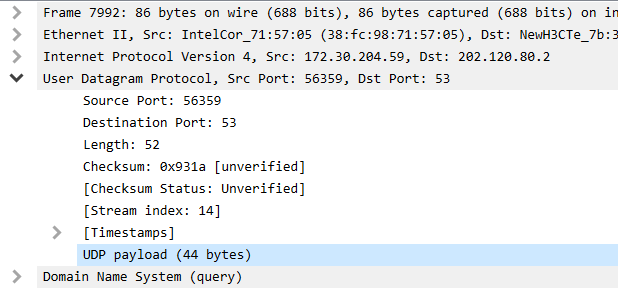 Frame 7992: 86 bytes on wire (688 bits), 86 bytes captured (688 bits) on in
Ethernet II, Src: IntelCor_71:57:05 (38:fc:98:71:57:05), Dst: NewH3CTe_7b:3
Internet Protocol Version 4, Src: 172.30.204.59, Dst: 202.120.80.2
User Datagram Protocol, Src Port: 56359, Dst Port: 53
Source Port: 56359
Destination Port: 53
Length: 52
Checksum: 0x931a [unverified]
[Checksum Status: Unverified]
[Stream index: 14]
[Timestamps]
UDP payload (44 bytes)
Domain Name System (query)